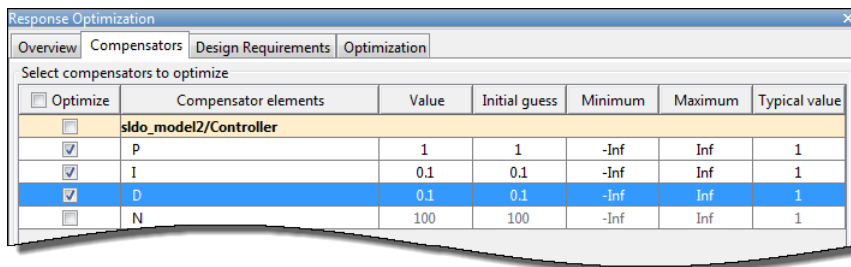 Response Optimization
Overview Compensators Design Requirements Optimization
Select compensators to optimize
Optimize Compensator elements Value Initial guess Minimum Maximum Typical value
sldo_model2/Controller
P 1 1 -Inf Inf 1
I 0.1 0.1 -Inf Inf 1
D 0.1 0.1 -Inf Inf 1
N 100 100 -Inf Inf 1